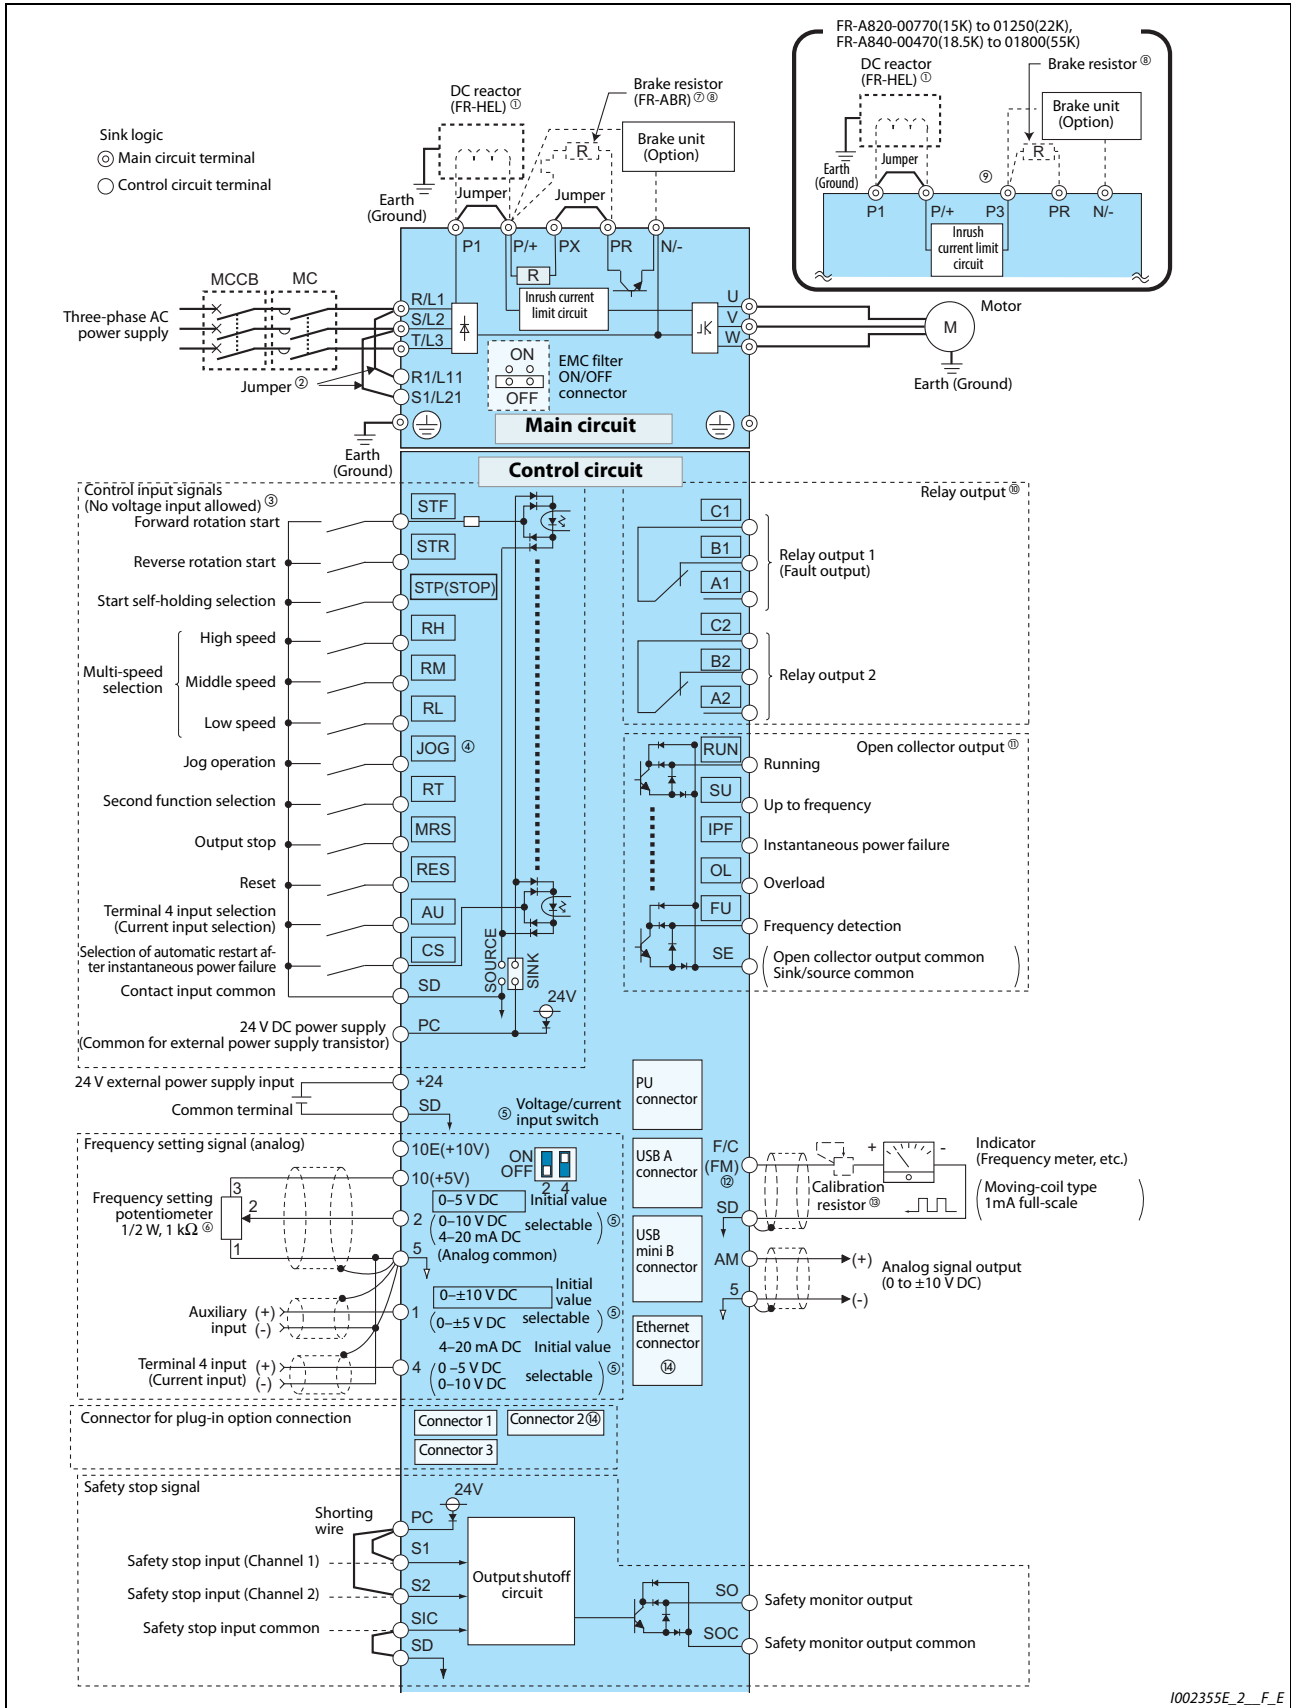 FR-A820-00770(15K) to 01250(22K),
FR-A840-00470(18.5K) to 01800(55K)
DC reactor
(FR-HEL) ①
Brake resistor ⑧
Brake unit
(Option)
R
Earth
(Ground)
Jumper
⑨
P1
P/+
P3
PR
N/-
Inrush
current limit
circuit
Sink logic
Main circuit terminal
Control circuit terminal
DC reactor
(FR-HEL) ①
Brake resistor
(FR-ABR) ⑦ ⑧
Brake unit
(Option)
R
Earth
(Ground)
Jumper
Jumper
P1
P/+
PX
PR
N/-
R
Inrush current
limit circuit
MCCB
MC
Three-phase AC
power supply
R/L1
S/L2
T/L3
R1/L11
S1/L21
Jumper ②
U
V
W
Motor
M
Earth (Ground)
ON
OFF
EMC filter
ON/OFF
connector
Main circuit
Earth
(Ground)
Control circuit
Control input signals
(No voltage input allowed) ③
Forward rotation start
STF
Reverse rotation start
STR
Start self-holding selection
STP(STOP)
Multi-speed
selection
High speed
RH
Middle speed
RM
Low speed
RL
Jog operation
JOG ④
Second function selection
RT
Output stop
MRS
Reset
RES
Terminal 4 input selection
(Current input selection)
AU
Selection of automatic restart af-
ter instantaneous power failure
CS
Contact input common
SD
SOURCE
SINK
24V
24 V DC power supply
(Common for external power supply transistor)
PC
Relay output ⑩
C1
B1
A1
Relay output 1
(Fault output)
C2
B2
A2
Relay output 2
Open collector output ⑪
RUN
Running
SU
Up to frequency
IPF
Instantaneous power failure
OL
Overload
FU
Frequency detection
SE
Open collector output common
Sink/source common
24 V external power supply input
+24
Common terminal
SD
⑤ Voltage/current
input switch
PU
connector
Frequency setting signal (analog)
10E(+10V)
ON
OFF
2 4
10(+5V)
Frequency setting
potentiometer
1/2 W, 1 kΩ ⑥
3
2
1
2
0–5 V DC
Initial value
0–10 V DC
4–20 mA DC
selectable
⑤
5
(Analog common)
Auxiliary
input
(+)
(-)
1
0–±10 V DC
Initial
value
0–±5 V DC
selectable
⑤
Terminal 4 input
(Current input)
(+)
(-)
4
4–20 mA DC
Initial value
0 –5 V DC
0–10 V DC
selectable
⑤
USB A
connector
USB
mini B
connector
Ethernet
connector
⑭
F/C
(FM)
⑫
SD
+
-
Indicator
(Frequency meter, etc.)
Calibration
resistor ⑬
Moving-coil type
1mA full-scale
AM
5
(+)
(-)
Analog signal output
(0 to ±10 V DC)
Connector for plug-in option connection
Connector 1
Connector 2 ⑭
Connector 3
Safety stop signal
24V
Shorting
wire
PC
Safety stop input (Channel 1)
S1
Safety stop input (Channel 2)
S2
Safety stop input common
SIC
SD
Output shutoff
circuit
SO
Safety monitor output
SOC
Safety monitor output common
I002355E_2__F_E